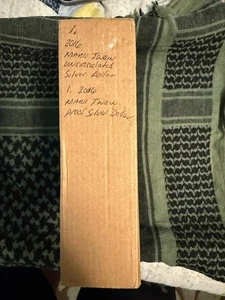 1.
2016
MARK TWAIN
uncirculated
Silver Dollar
1. 2016
MARK TWAIN
Proof Silver Dollar